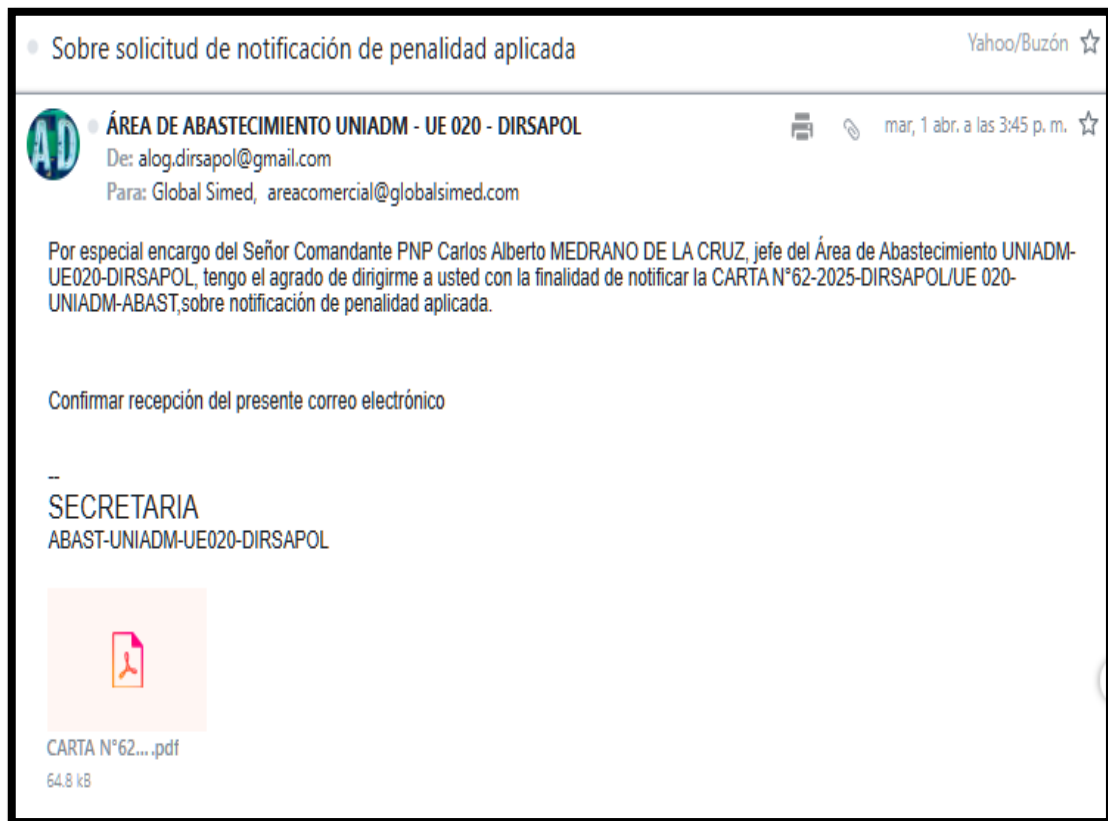 Sobre solicitud de notificación de penalidad aplicada
Yahoo/Buzón
AD
ÁREA DE ABASTECIMIENTO UNIADM - UE 020 - DIRSAPOL
mar, 1 abr. a las 3:45 p. m.
De: alog.dirsapol@gmail.com
Para: Global Simed, areacomercial@globalsimed.com
Por especial encargo del Señor Comandante PNP Carlos Alberto MEDRANO DE LA CRUZ, jefe del Área de Abastecimiento UNIADM-
UE020-DIRSAPOL, tengo el agrado de dirigirme a usted con la finalidad de notificar la CARTA N°62-2025-DIRSAPOL/UE 020-
UNIADM-ABAST,sobre notificación de penalidad aplicada.
Confirmar recepción del presente correo electrónico
--
SECRETARIA
ABAST-UNIADM-UE020-DIRSAPOL
CARTA N°62... .pdf
64.8 kB